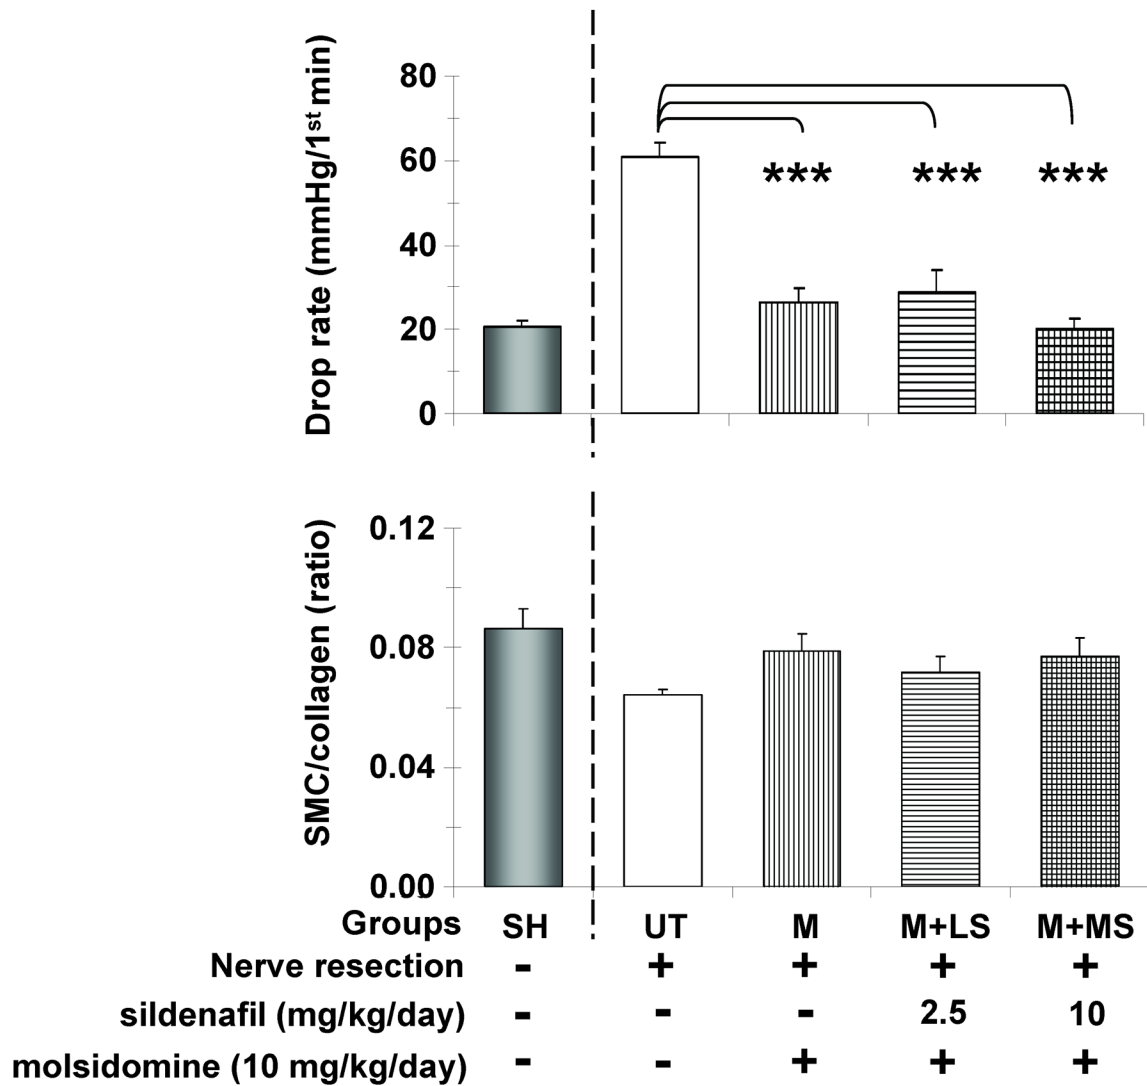 Drop rate (mmHg/1st min)
80
60
40
20
0
*** *** ***
SMC/collagen (ratio)
0.12
0.08
0.04
0.00
Groups SH UT M M+LS M+MS
Nerve resection - + + + +
sildenafil (mg/kg/day) - - - 2.5 10
molsidomine (10 mg/kg/day) - - + + +